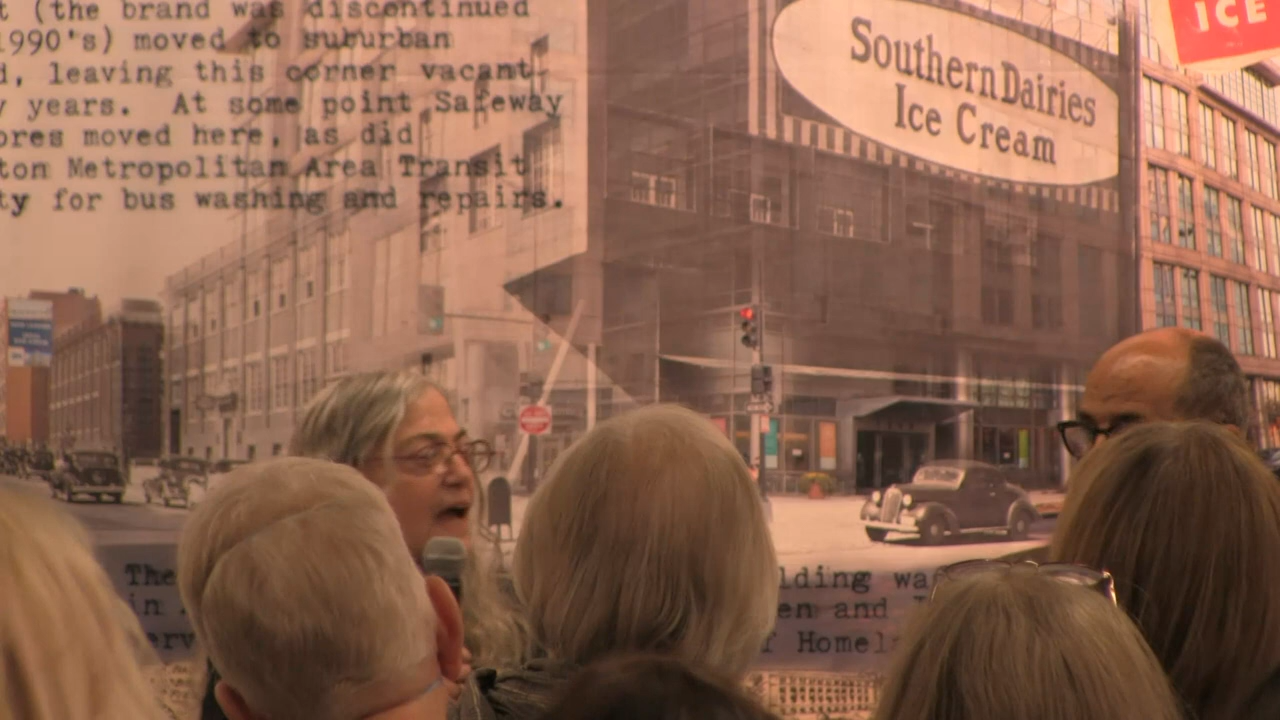 t (the brand was discontinued
1990's) moved to suburban
d, leaving this corner vacant
y years. At some point Safeway
ores moved here, as did
ton Metropolitan Area Transit
ty for bus washing and repairs.
Southern Dairies
Ice Cream
ICE
The
lding wa
in
en and
erv
f Homel